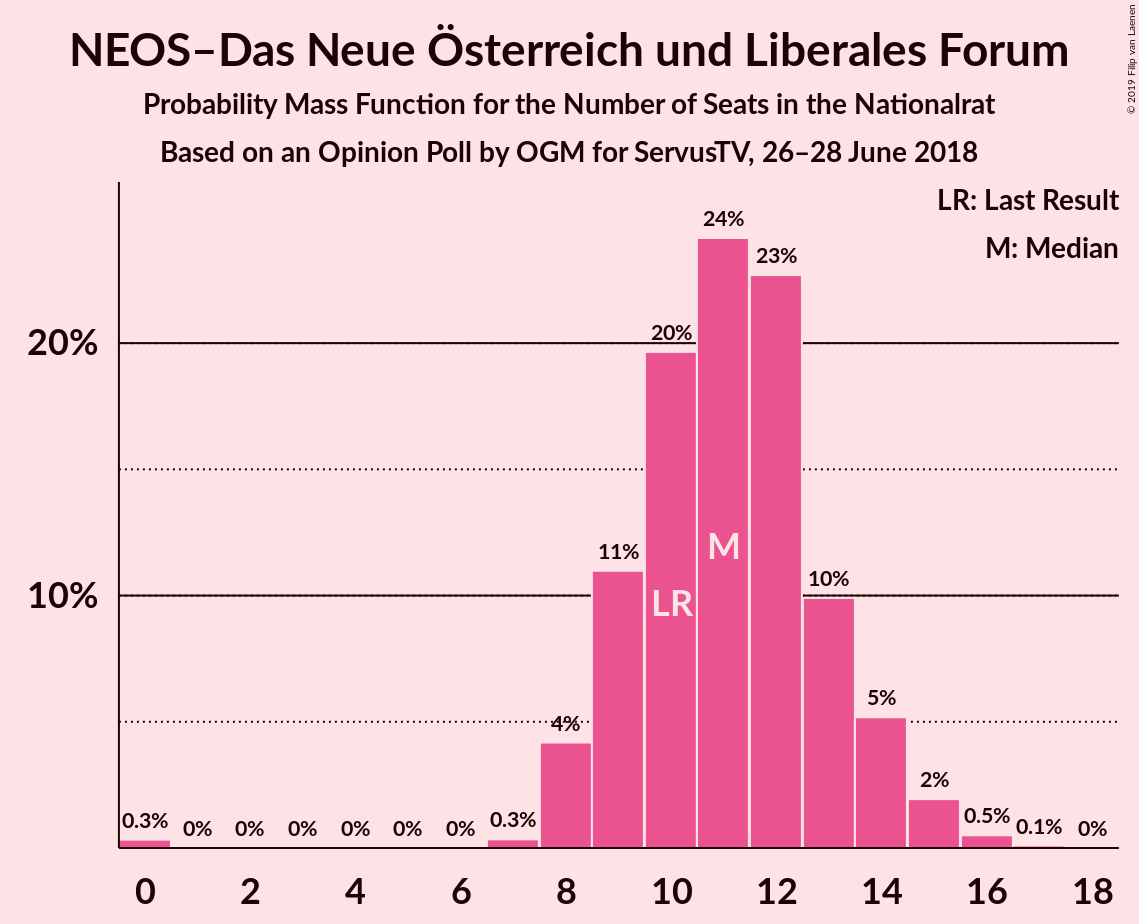 NEOS–Das Neue Österreich und Liberales Forum
Probability Mass Function for the Number of Seats in the Nationalrat
Based on an Opinion Poll by OGM for ServusTV, 26–28 June 2018
© 2019 Filip van Laenen
LR: Last Result
M: Median
20%
10%
0.3%
0%
0%
0%
0%
0%
0%
0.3%
4%
11%
20%
24%
23%
10%
5%
2%
0.5%
0.1%
0%
LR
M
0 2 4 6 8 10 12 14 16 18